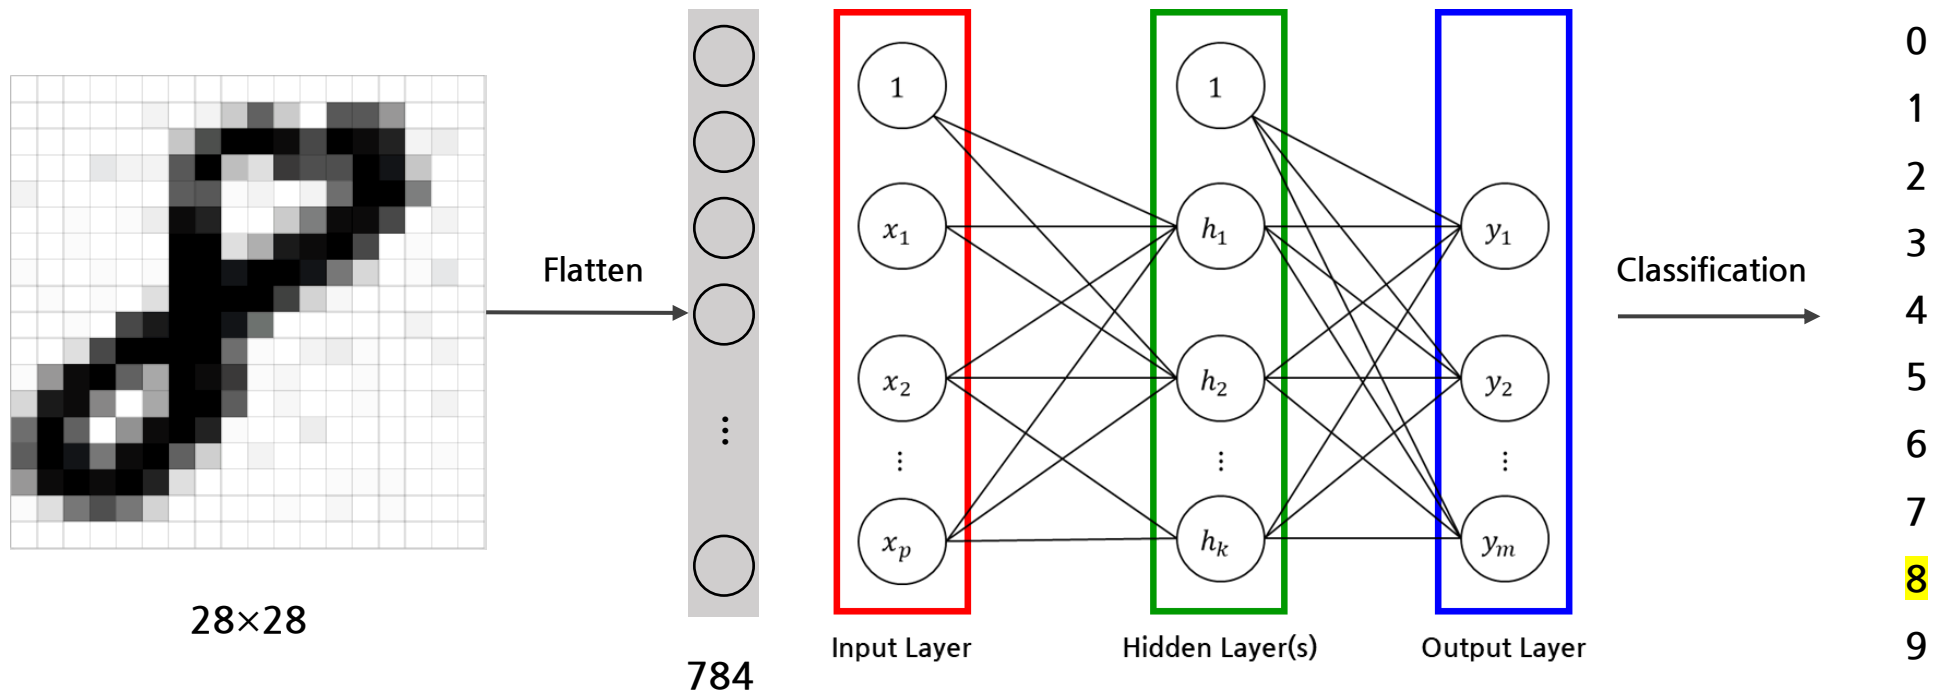 28×28
Flatten
⋮
784
1
x₁
x₂
⋮
xₚ
Input Layer
1
h₁
h₂
⋮
hₖ
Hidden Layer(s)
y₁
y₂
⋮
yₘ
Output Layer
Classification
0
1
2
3
4
5
6
7
8
9